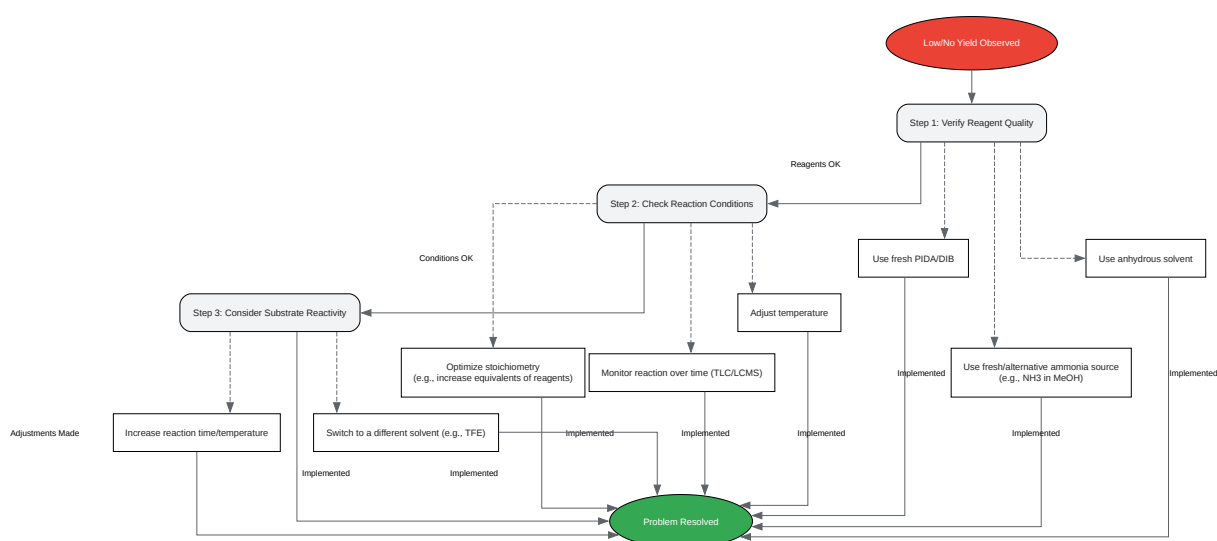 Low/No Yield Observed
Step 1: Verify Reagent Quality
Reagents OK
Step 2: Check Reaction Conditions
Conditions OK
Use fresh PIDA/DIB
Use anhydrous solvent
Step 3: Consider Substrate Reactivity
Adjust temperature
Optimize stoichiometry
(e.g., increase equivalents of reagents)
Monitor reaction over time (TLC/LCMS)
Use fresh/alternative ammonia source
(e.g., NH3 in MeOH)
Implemented
Implemented
Adjustments Made
Increase reaction time/temperature
Switch to a different solvent (e.g., TFE)
Implemented
Implemented
Implemented
Implemented
Implemented
Implemented
Problem Resolved